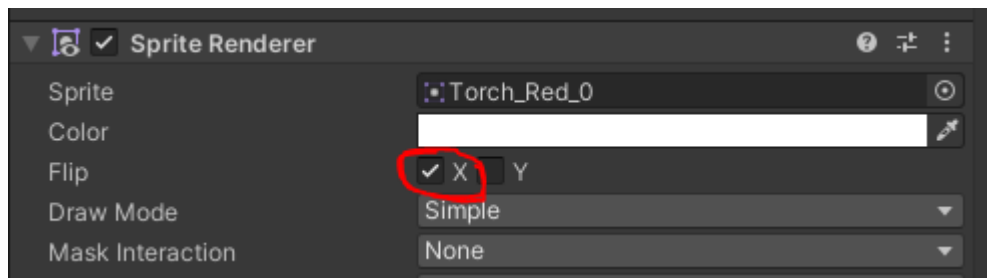 Sprite Renderer
Sprite Torch_Red_0
Color
Flip X Y
Draw Mode Simple
Mask Interaction None